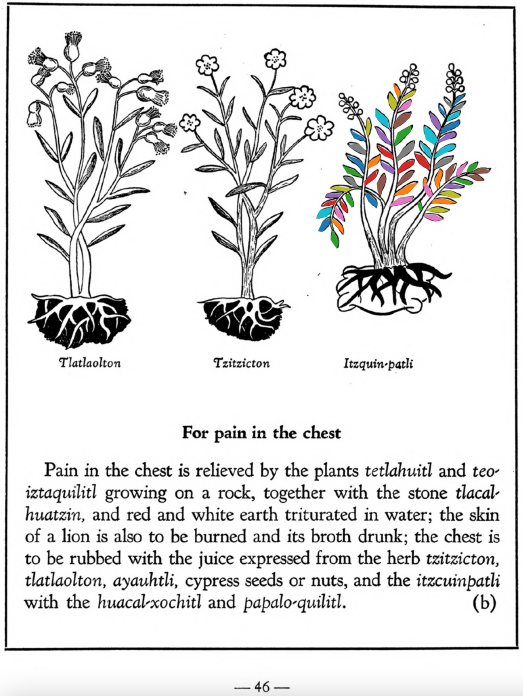 Tlatlaolton Tzitzicton Itzquin-patli
For pain in the chest
Pain in the chest is relieved by the plants tetlahuitl and teo-
iztaquilitl growing on a rock, together with the stone tlacal-
huatzin, and red and white earth triturated in water; the skin
of a lion is also to be burned and its broth drunk; the chest is
to be rubbed with the juice expressed from the herb tzitzicton,
tlatlaolton, ayauhtli, cypress seeds or nuts, and the itzcuinpatli
with the huacal-xochitl and papalo-quilitl. (b)
— 46 —